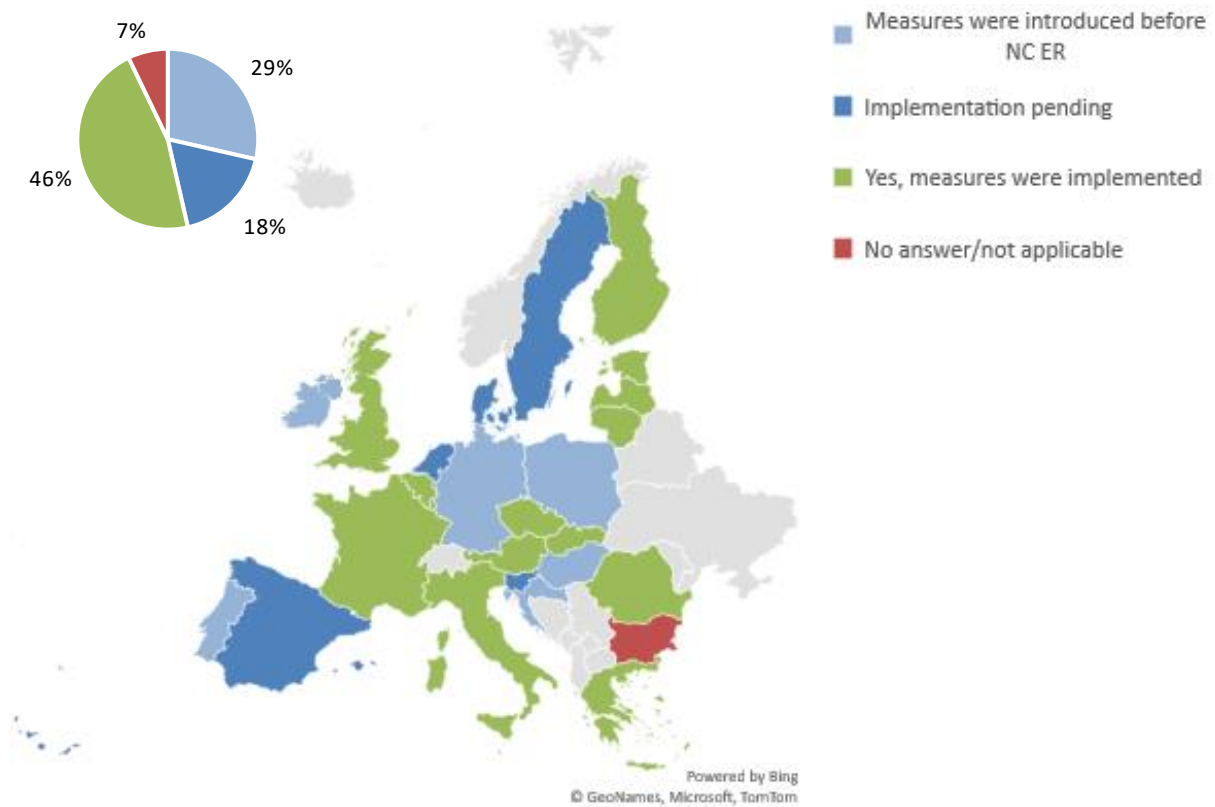 7%
29%
46%
18%
Measures were introduced before
NC ER
Implementation pending
Yes, measures were implemented
No answer/not applicable
Powered by Bing
© GeoNames, Microsoft, TomTom